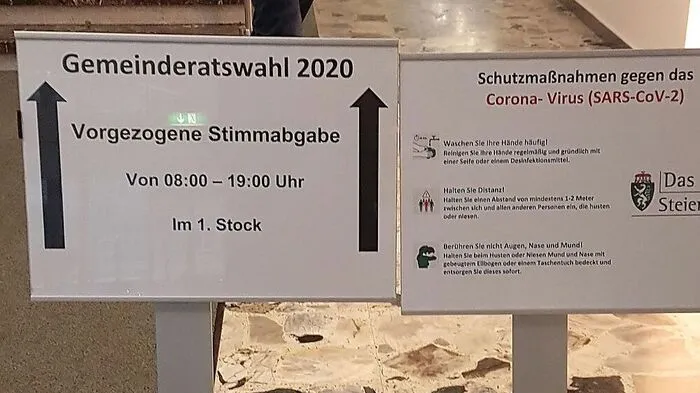 Gemeinderatswahl 2020
Vorgezogene Stimmabgabe
Von 08:00 – 19:00 Uhr
Im 1. Stock
Schutzmaßnahmen gegen das
Corona- Virus (SARS-CoV-2)
Waschen Sie Ihre Hände häufig!
Reinigen Sie Ihre Hände regelmäßig und gründlich mit
einer Seife oder einem Desinfektionsmittel.
Halten Sie Distanz!
Halten Sie einen Abstand von mindestens 1-2 Meter
zwischen sich und allen anderen Personen ein, die husten
oder niesen.
Berühren Sie nicht Augen, Nase und Mund!
Halten Sie beim Husten oder Niesen Mund und Nase mit
gebeugtem Ellbogen oder einem Taschentuch bedeckt und
entsorgen Sie dieses sofort.
Das
Steier